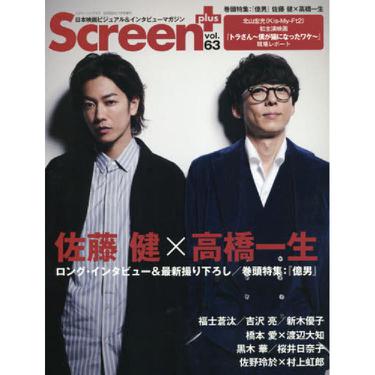 日本映画ビジュアル&インタビューマガジン
Screen+
plus
vol.
63
巻頭特集:『億男』佐藤 健×高橋一生
北山宏光(Kis-My-Ft2)
初主演映画
『トラさん~僕が猫になったワケ~』
現場レポート
佐藤 健×高橋一生
ロング・インタビュー&最新撮り下ろし/巻頭特集:『億男』
福士蒼汰/吉沢 亮/新木優子
橋本 愛×渡辺大知
黒木 華/桜井日奈子
佐野玲於×村上虹郎